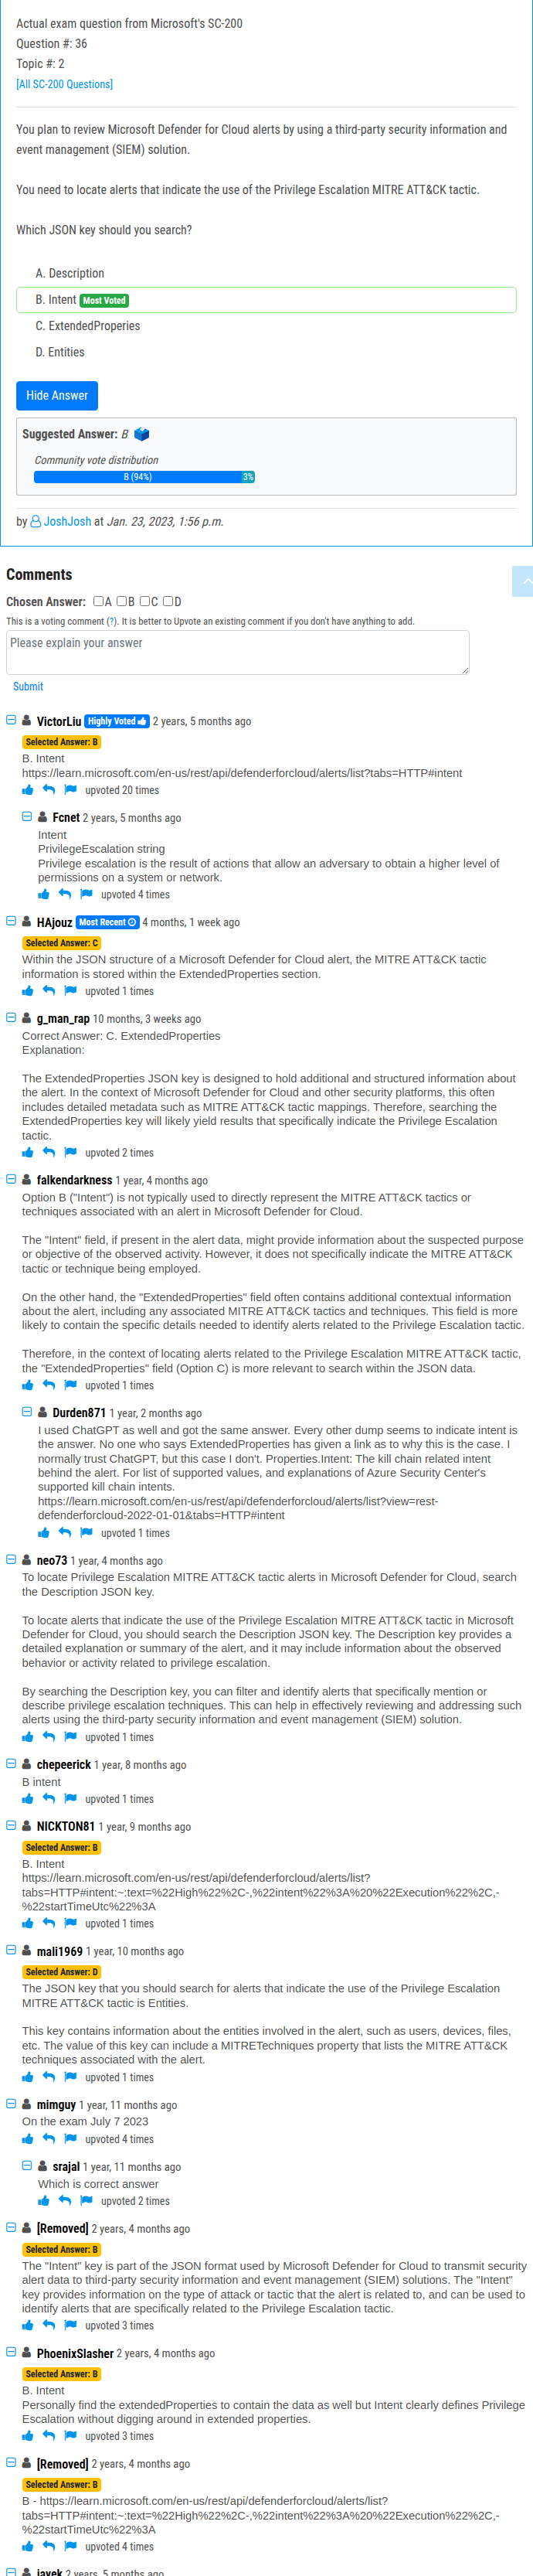 Actual exam question from Microsoft's SC-200
Question #: 36
Topic #: 2
[All SC-200 Questions]
You plan to review Microsoft Defender for Cloud alerts by using a third-party security information and
event management (SIEM) solution.
You need to locate alerts that indicate the use of the Privilege Escalation MITRE ATT&CK tactic.
Which JSON key should you search?
A. Description
B. Intent Most Voted
C. ExtendedProperies
D. Entities
Hide Answer
Suggested Answer: B
Community vote distribution
B (94%) 3%
by JoshJosh at Jan. 23, 2023, 1:56 p.m.
Comments
Chosen Answer: A B C D
This is a voting comment (?). It is better to Upvote an existing comment if you don't have anything to add.
Please explain your answer
Submit
VictorLiu Highly Voted 2 years, 5 months ago
Selected Answer: B
B. Intent
https://learn.microsoft.com/en-us/rest/api/defenderforcloud/alerts/list?tabs=HTTP#intent
upvoted 20 times
Fcnet 2 years, 5 months ago
Intent
PrivilegeEscalation string
Privilege escalation is the result of actions that allow an adversary to obtain a higher level of
permissions on a system or network.
upvoted 4 times
HAjouz Most Recent 4 months, 1 week ago
Selected Answer: C
Within the JSON structure of a Microsoft Defender for Cloud alert, the MITRE ATT&CK tactic
information is stored within the ExtendedProperties section.
upvoted 1 times
g_man_rap 10 months, 3 weeks ago
Correct Answer: C. ExtendedProperties
Explanation:
The ExtendedProperties JSON key is designed to hold additional and structured information about
the alert. In the context of Microsoft Defender for Cloud and other security platforms, this often
includes detailed metadata such as MITRE ATT&CK tactic mappings. Therefore, searching the
ExtendedProperties key will likely yield results that specifically indicate the Privilege Escalation
tactic.
upvoted 2 times
falkendarkness 1 year, 4 months ago
Option B ("Intent") is not typically used to directly represent the MITRE ATT&CK tactics or
techniques associated with an alert in Microsoft Defender for Cloud.
The "Intent" field, if present in the alert data, might provide information about the suspected purpose
or objective of the observed activity. However, it does not specifically indicate the MITRE ATT&CK
tactic or technique being employed.
On the other hand, the "ExtendedProperties" field often contains additional contextual information
about the alert, including any associated MITRE ATT&CK tactics and techniques. This field is more
likely to contain the specific details needed to identify alerts related to the Privilege Escalation tactic.
Therefore, in the context of locating alerts related to the Privilege Escalation MITRE ATT&CK tactic,
the "ExtendedProperties" field (Option C) is more relevant to search within the JSON data.
upvoted 1 times
Durden871 1 year, 2 months ago
I used ChatGPT as well and got the same answer. Every other dump seems to indicate intent is
the answer. No one who says ExtendedProperties has given a link as to why this is the case. I
normally trust ChatGPT, but this case I don't. Properties.Intent: The kill chain related intent
behind the alert. For list of supported values, and explanations of Azure Security Center's
supported kill chain intents.
https://learn.microsoft.com/en-us/rest/api/defenderforcloud/alerts/list?view=rest-
defenderforcloud-2022-01-01&tabs=HTTP#intent
upvoted 1 times
neo73 1 year, 4 months ago
To locate Privilege Escalation MITRE ATT&CK tactic alerts in Microsoft Defender for Cloud, search
the Description JSON key.
To locate alerts that indicate the use of the Privilege Escalation MITRE ATT&CK tactic in Microsoft
Defender for Cloud, you should search the Description JSON key. The Description key provides a
detailed explanation or summary of the alert, and it may include information about the observed
behavior or activity related to privilege escalation.
By searching the Description key, you can filter and identify alerts that specifically mention or
describe privilege escalation techniques. This can help in effectively reviewing and addressing such
alerts using the third-party security information and event management (SIEM) solution.
upvoted 1 times
chepeerick 1 year, 8 months ago
B intent
upvoted 1 times
NICKTON81 1 year, 9 months ago
Selected Answer: B
B. Intent
https://learn.microsoft.com/en-us/rest/api/defenderforcloud/alerts/list?
tabs=HTTP#intent:~:text=%22High%22%2C-,%22intent%22%3A%20%22Execution%22%2C,-
%22startTimeUtc%22%3A
upvoted 1 times
mali1969 1 year, 10 months ago
Selected Answer: D
The JSON key that you should search for alerts that indicate the use of the Privilege Escalation
MITRE ATT&CK tactic is Entities.
This key contains information about the entities involved in the alert, such as users, devices, files,
etc. The value of this key can include a MITRETechniques property that lists the MITRE ATT&CK
techniques associated with the alert.
upvoted 1 times
mimguy 1 year, 11 months ago
On the exam July 7 2023
upvoted 4 times
srajal 1 year, 11 months ago
Which is correct answer
upvoted 2 times
[Removed] 2 years, 4 months ago
Selected Answer: B
The "Intent" key is part of the JSON format used by Microsoft Defender for Cloud to transmit security
alert data to third-party security information and event management (SIEM) solutions. The "Intent"
key provides information on the type of attack or tactic that the alert is related to, and can be used to
identify alerts that are specifically related to the Privilege Escalation tactic.
upvoted 3 times
PhoenixSlasher 2 years, 4 months ago
Selected Answer: B
B. Intent
Personally find the extendedProperties to contain the data as well but Intent clearly defines Privilege
Escalation without digging around in extended properties.
upvoted 3 times
[Removed] 2 years, 4 months ago
Selected Answer: B
B - https://learn.microsoft.com/en-us/rest/api/defenderforcloud/alerts/list?
tabs=HTTP#intent:~:text=%22High%22%2C-,%22intent%22%3A%20%22Execution%22%2C,-
%22startTimeUtc%22%3A
upvoted 4 times
2 years, 5 months ago